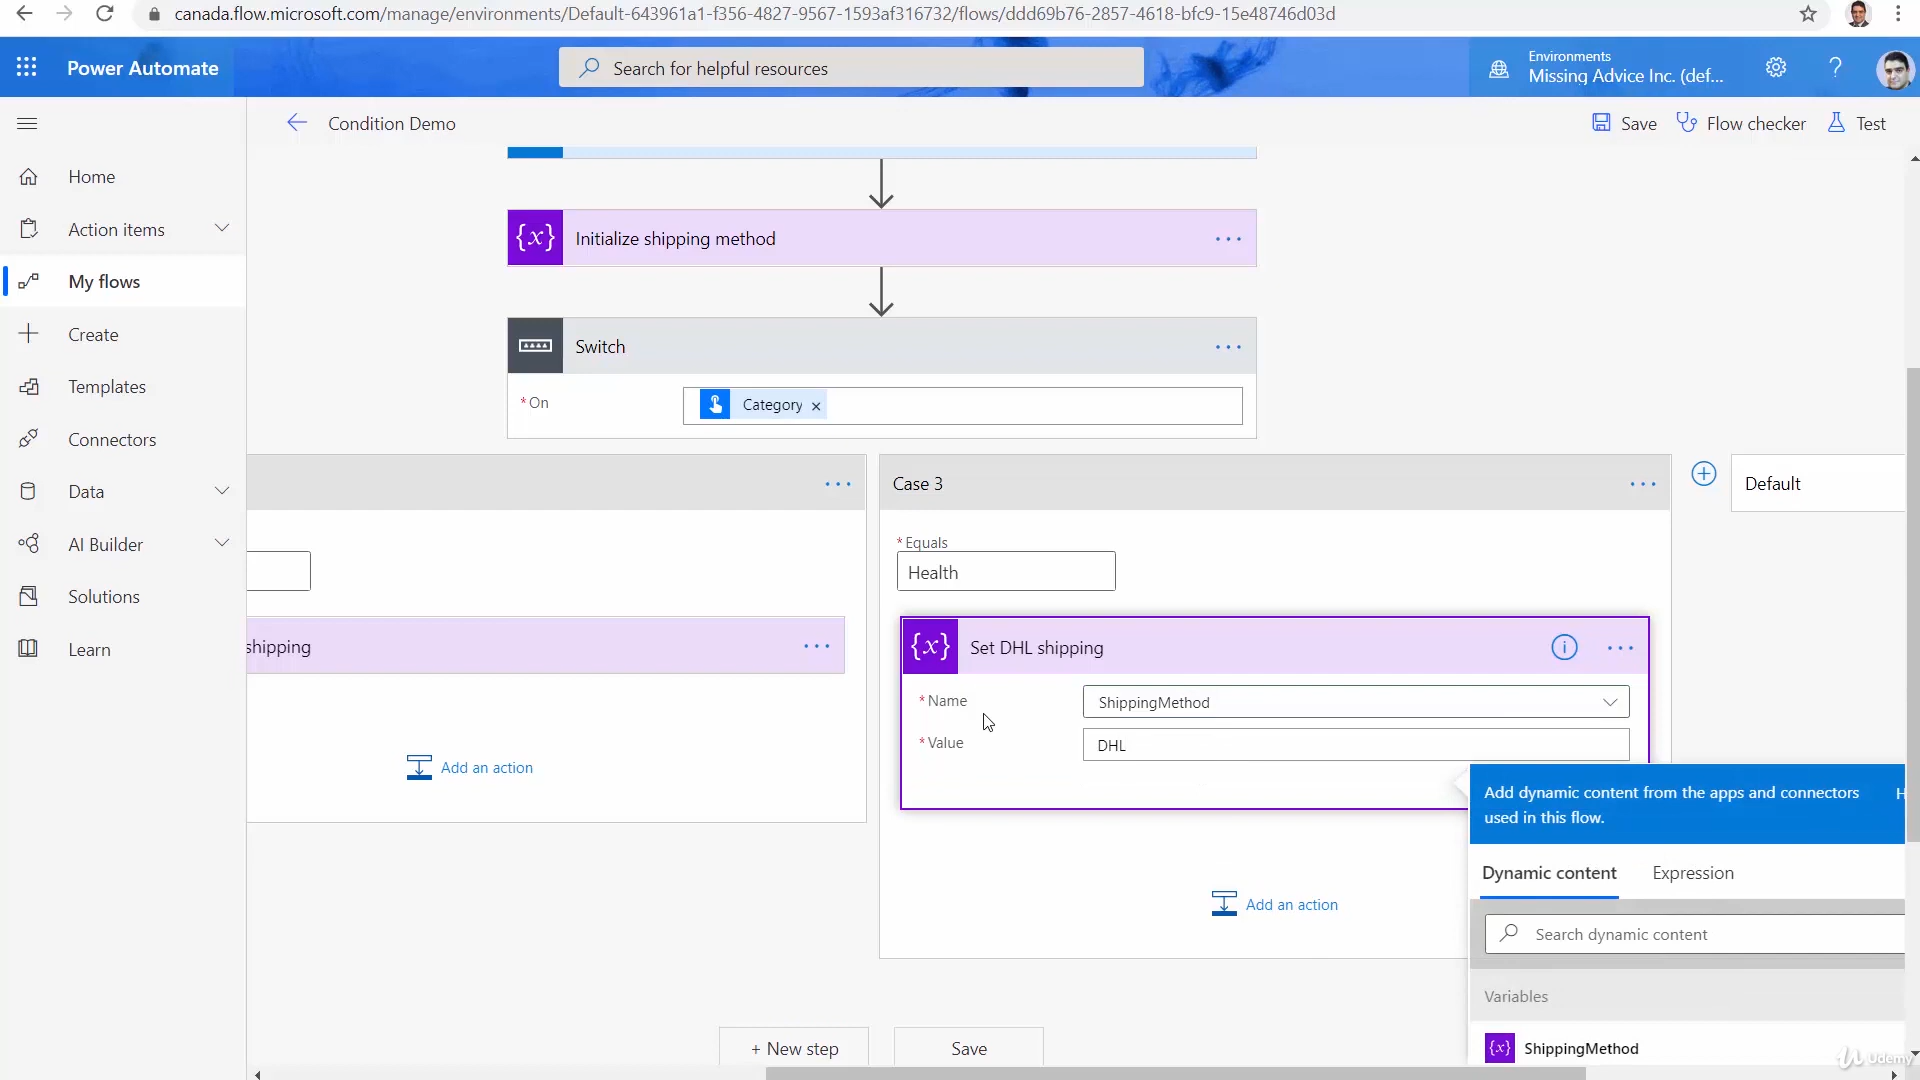 canada.flow.microsoft.com/manage/environments/Default-643961a1-f356-4827-9567-1593af316732/flows/ddd69b76-2857-4618-bfc9-15e48746d03d
Power Automate
Search for helpful resources
Environments
Missing Advice Inc. (def...
Condition Demo
Save
Flow checker
Test
Home
Action items
My flows
Create
Templates
Connectors
Data
AI Builder
Solutions
Learn
{x} Initialize shipping method
Switch
*On
Category ×
Case 3
Default
*Equals
Health
shipping
{x} Set DHL shipping
*Name
ShippingMethod
*Value
DHL
Add an action
Add dynamic content from the apps and connectors
used in this flow.
H
Dynamic content
Expression
Add an action
Search dynamic content
Variables
{x} ShippingMethod
+ New step
Save
Udemy